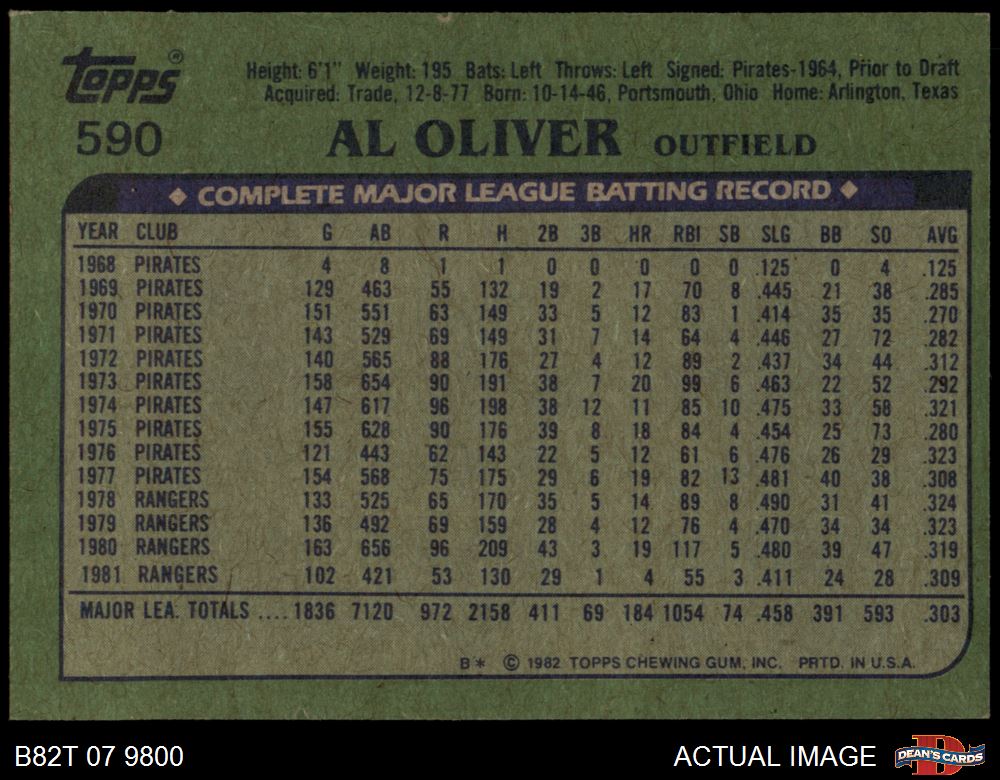 Topps®
Height: 6'1" Weight: 195 Bats: Left Throws: Left Signed: Pirates-1964, Prior to Draft
Acquired: Trade, 12-8-77 Born: 10-14-46, Portsmouth, Ohio Home: Arlington, Texas
590 AL OLIVER OUTFIELD
◆ COMPLETE MAJOR LEAGUE BATTING RECORD ◆
YEAR CLUB G AB R H 2B 3B HR RBI SB SLG BB SO AVG
1968 PIRATES 4 8 1 1 0 0 0 0 0 .125 0 4 .125
1969 PIRATES 129 463 55 132 19 2 17 70 8 .445 21 38 .285
1970 PIRATES 151 551 63 149 33 5 12 83 1 .414 35 35 .270
1971 PIRATES 143 529 69 149 31 7 14 64 4 .446 27 72 .282
1972 PIRATES 140 565 88 176 27 4 12 89 2 .437 34 44 .312
1973 PIRATES 158 654 90 191 38 7 20 99 6 .463 22 52 .292
1974 PIRATES 147 617 96 198 38 12 11 85 10 .475 33 58 .321
1975 PIRATES 155 628 90 176 39 8 18 84 4 .454 25 73 .280
1976 PIRATES 121 443 62 143 22 5 12 61 6 .476 26 29 .323
1977 PIRATES 154 568 75 175 29 6 19 82 13 .481 40 38 .308
1978 RANGERS 133 525 65 170 35 5 14 89 8 .490 31 41 .324
1979 RANGERS 136 492 69 159 28 4 12 76 4 .470 34 34 .323
1980 RANGERS 163 656 96 209 43 3 19 117 5 .480 39 47 .319
1981 RANGERS 102 421 53 130 29 1 4 55 3 .411 24 28 .309
MAJOR LEA. TOTALS .... 1836 7120 972 2158 411 69 184 1054 74 .458 391 593 .303
B* © 1982 TOPPS CHEWING GUM, INC. PRTD. IN U.S.A.
B82T 07 9800 ACTUAL IMAGE
D
DEAN'S CARDS